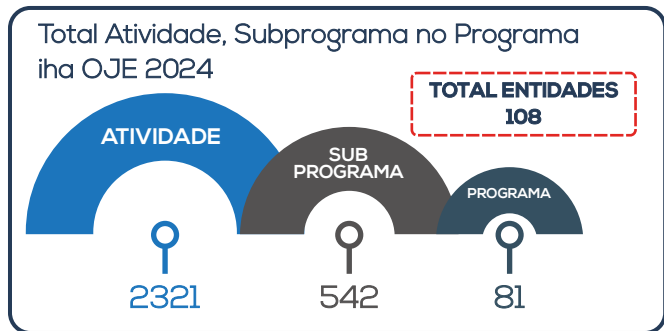 Total Atividade, Subprograma no Programa
iha OJE 2024
TOTAL ENTIDADES
108
ATIVIDADE
SUB
PROGRAMA
PROGRAMA
2321
542
81